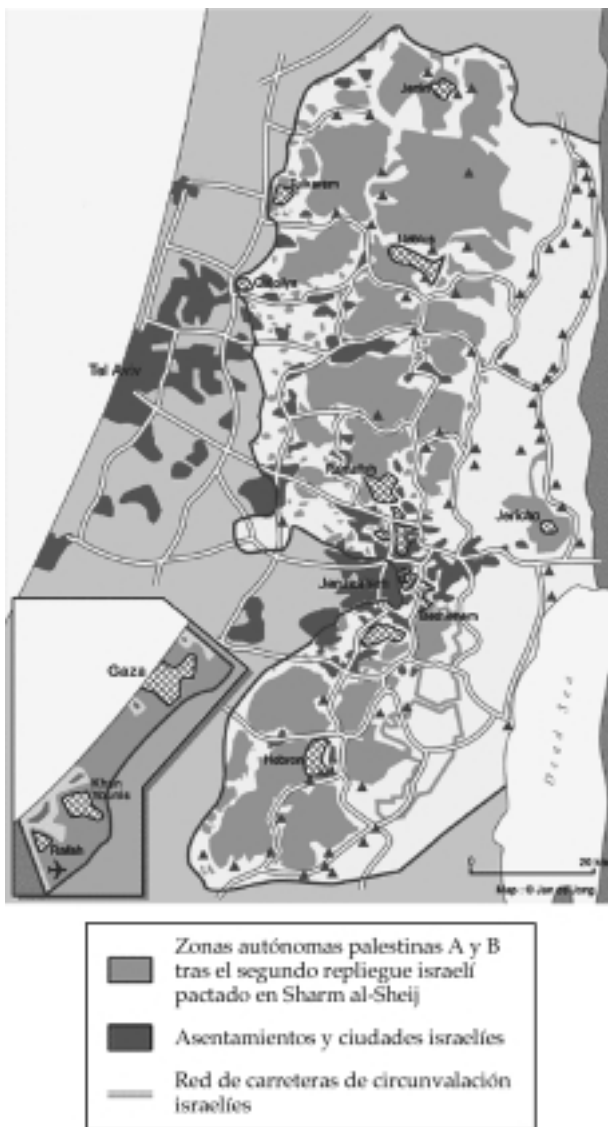 Jenin
Tulkarem
Nablus
Qalqilya
Tel Aviv
Ramallah
Jericho
Jerusalem
Bethlehem
Gaza
Hebron
Khan
Rafah
Dead Sea
0 20 km
Map : © Jan de Jong
Zonas autónomas palestinas A y B
tras el segundo repliegue israelí
pactado en Sharm al-Sheij
Asentamientos y ciudades israelíes
Red de carreteras de circunvalación
israelíes